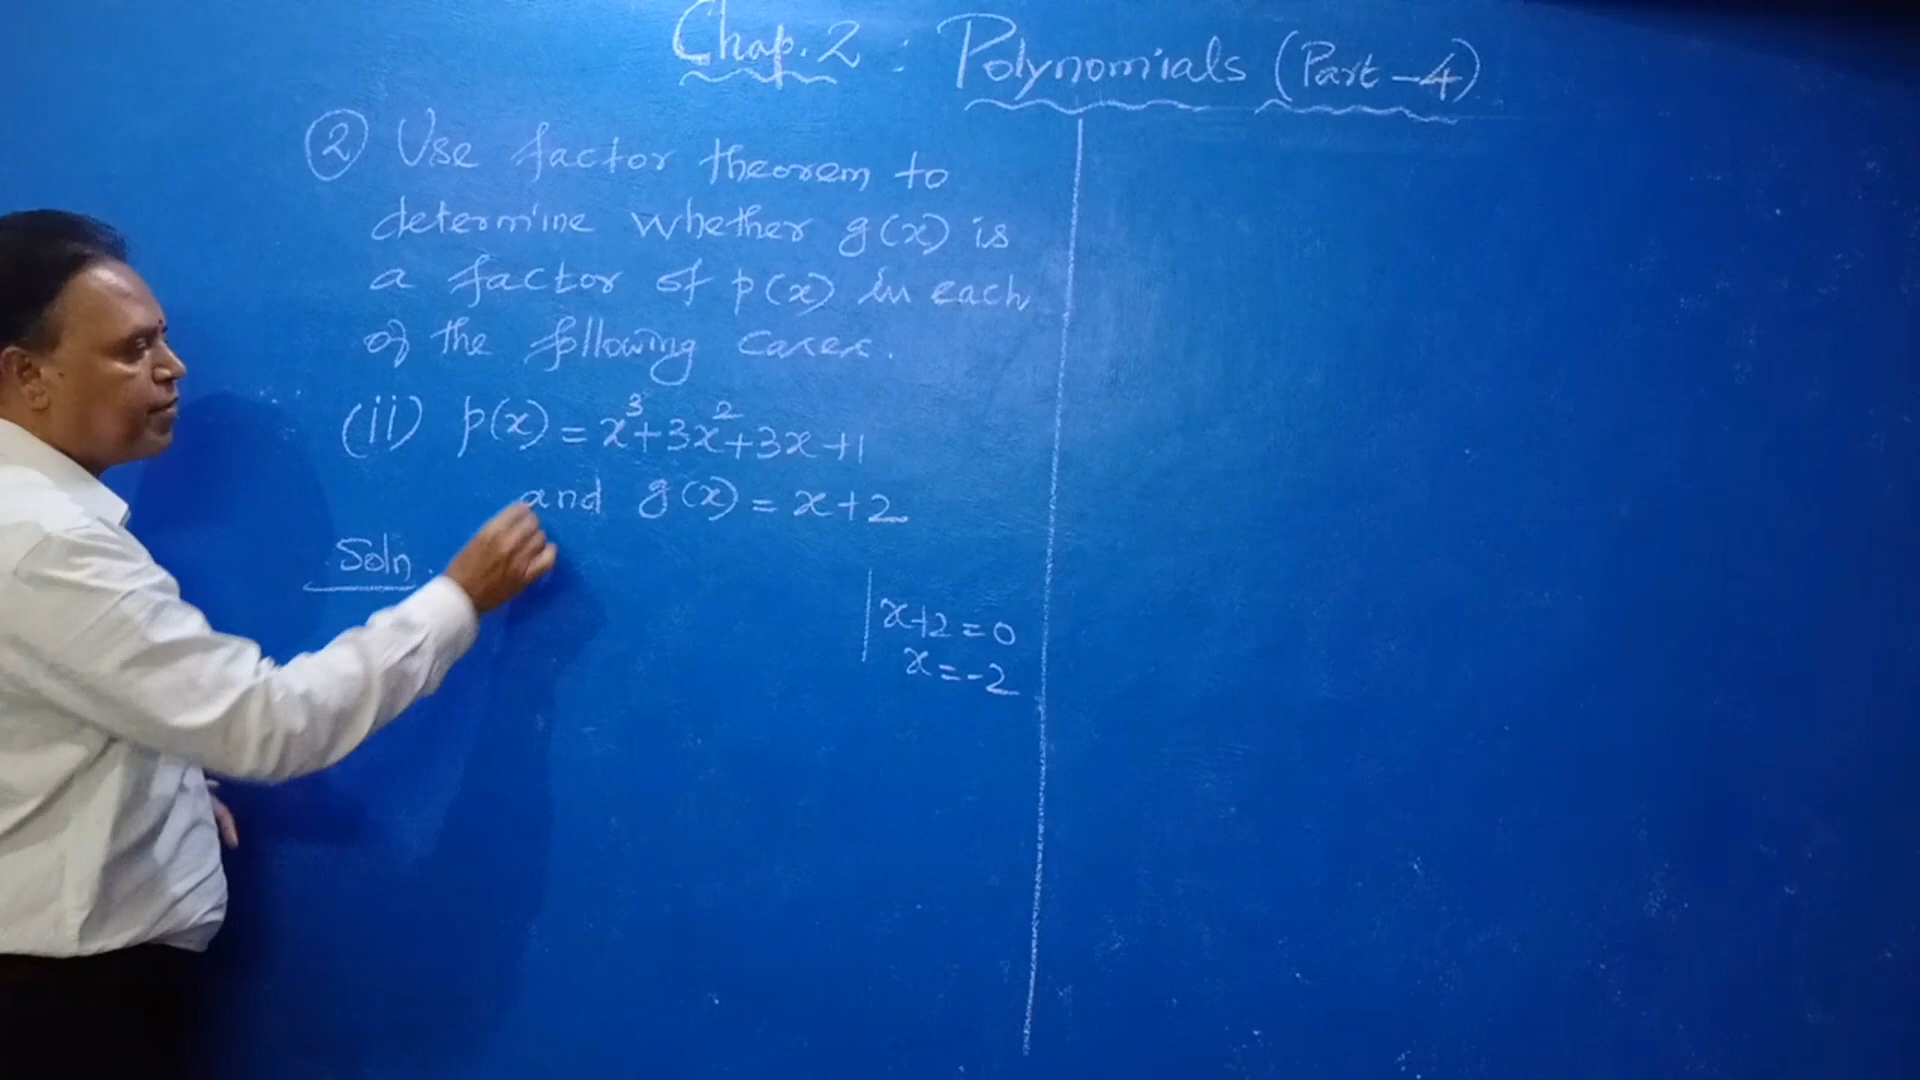 Chap. 2 : Polynomials (Part-4)
② Use factor theorem to
determine whether g(x) is
a factor of p(x) in each
of the following cases.
(ii) p(x) = x³+3x²+3x+1
and g(x) = x+2
Soln.
x+2=0
x=-2